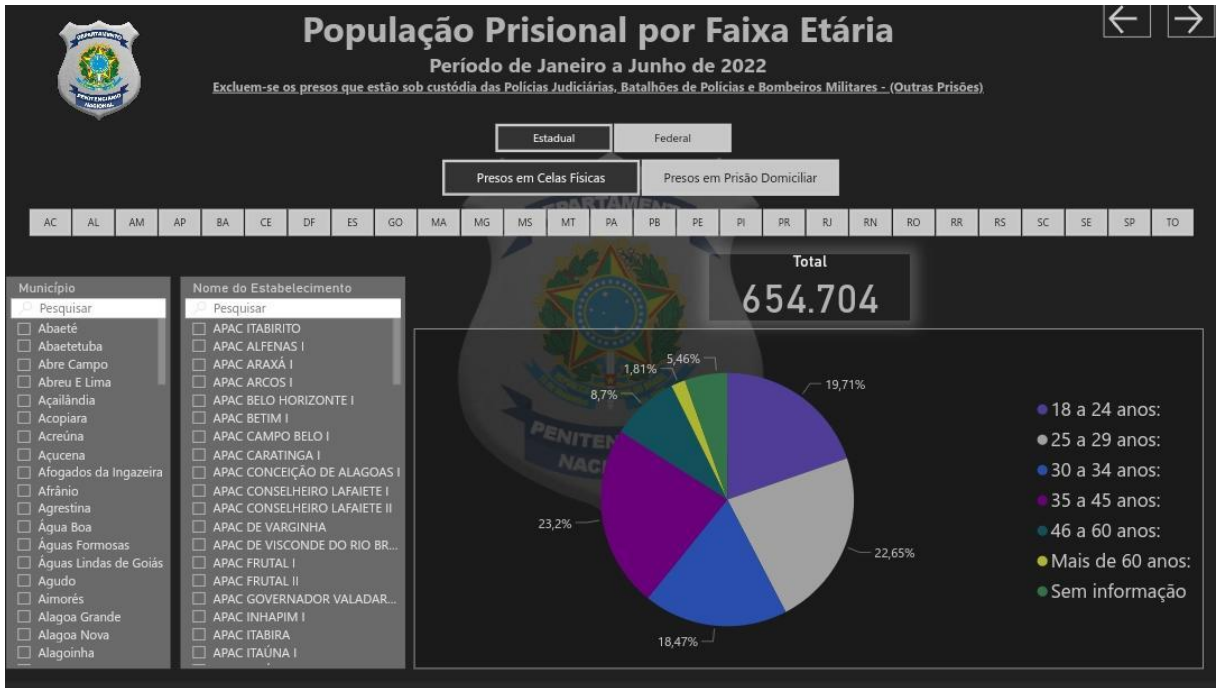 População Prisional por Faixa Etária
Período de Janeiro a Junho de 2022
Excluem-se os presos que estão sob custódia das Polícias Judiciárias, Batalhões de Polícias e Bombeiros Militares - (Outras Prisões)
DEPARTAMENTO
PENITENCIÁRIO
NACIONAL
Estadual Federal
Presos em Celas Físicas Presos em Prisão Domiciliar
AC AL AM AP BA CE DF ES GO MA MG MS MT PA PB PE PI PR RJ RN RO RR RS SC SE SP TO
Total
654.704
Município
Pesquisar
Abaeté
Abaetetuba
Abre Campo
Abreu E Lima
Açailândia
Acopiara
Acreúna
Açucena
Afogados da Ingazeira
Afrânio
Agrestina
Água Boa
Águas Formosas
Águas Lindas de Goiás
Agudo
Aimorés
Alagoa Grande
Alagoa Nova
Alagoinha
Nome do Estabelecimento
Pesquisar
APAC ITABIRITO
APAC ALFENAS I
APAC ARAXÁ I
APAC ARCOS I
APAC BELO HORIZONTE I
APAC BETIM I
APAC CAMPO BELO I
APAC CARATINGA I
APAC CONCEIÇÃO DE ALAGOAS I
APAC CONSELHEIRO LAFAIETE I
APAC CONSELHEIRO LAFAIETE II
APAC DE VARGINHA
APAC DE VISCONDE DO RIO BR...
APAC FRUTAL I
APAC FRUTAL II
APAC GOVERNADOR VALADAR...
APAC INHAPIM I
APAC ITABIRA
APAC ITAÚNA I
5,46%
1,81%
19,71%
8,7%
23,2%
22,65%
18,47%
18 a 24 anos:
25 a 29 anos:
30 a 34 anos:
35 a 45 anos:
46 a 60 anos:
Mais de 60 anos:
Sem informação